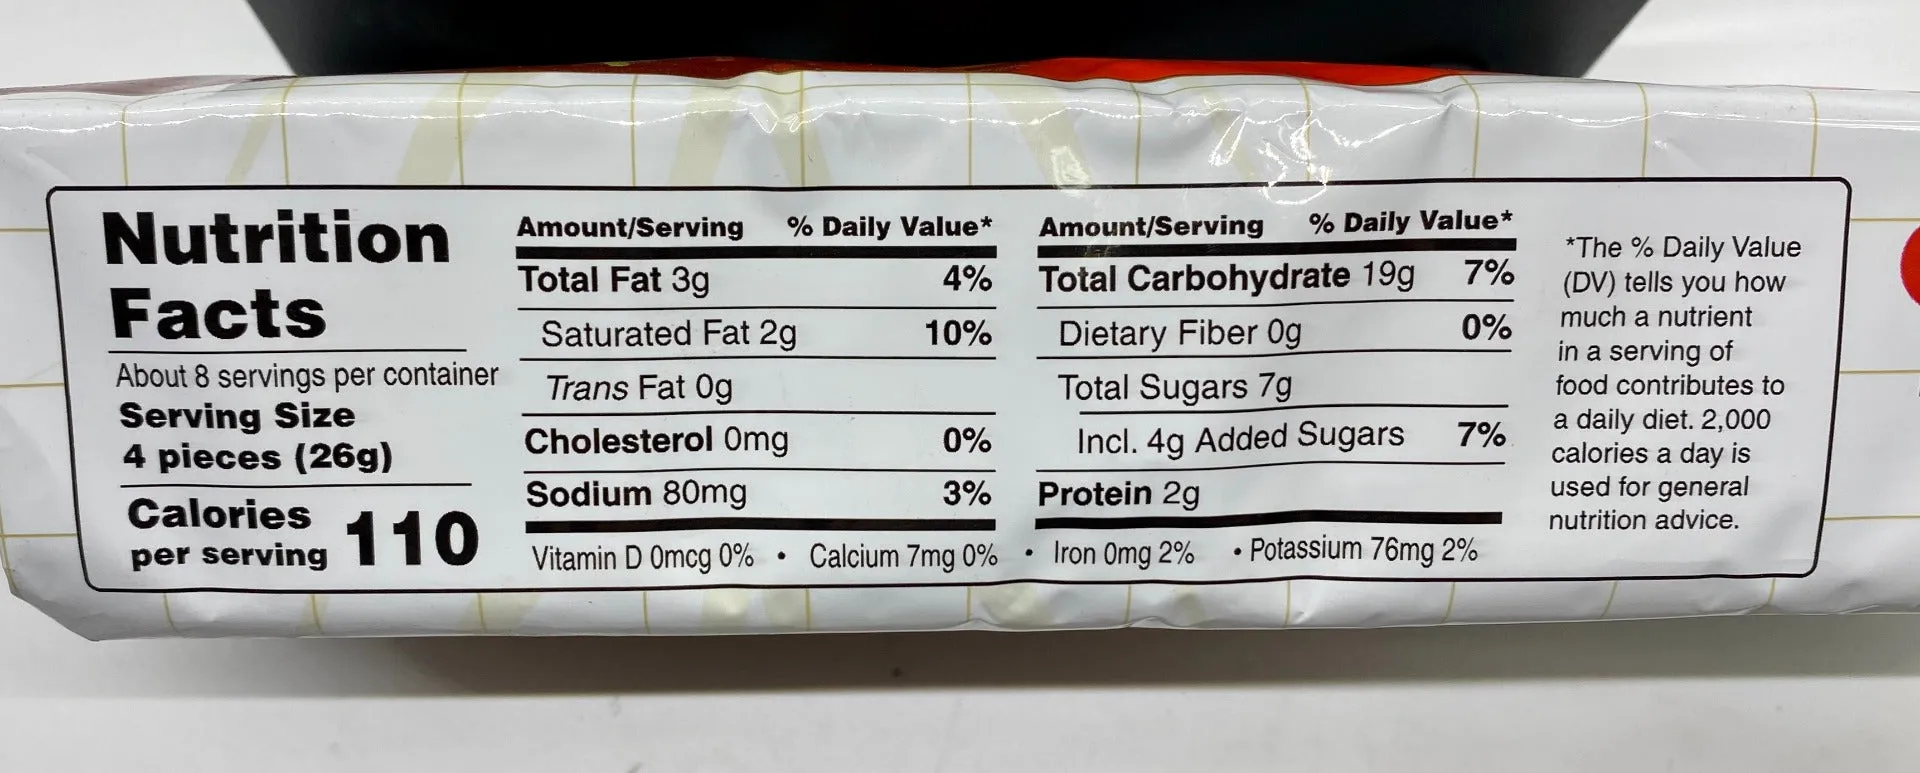 Nutrition
Facts
About 8 servings per container
Serving Size
4 pieces (26g)
Calories
per serving 110
Amount/Serving % Daily Value*
Total Fat 3g 4%
Saturated Fat 2g 10%
Trans Fat 0g
Cholesterol 0mg 0%
Sodium 80mg 3%
Amount/Serving % Daily Value*
Total Carbohydrate 19g 7%
Dietary Fiber 0g 0%
Total Sugars 7g
Incl. 4g Added Sugars 7%
Protein 2g
Vitamin D 0mcg 0% • Calcium 7mg 0% • Iron 0mg 2% • Potassium 76mg 2%
*The % Daily Value
(DV) tells you how
much a nutrient
in a serving of
food contributes to
a daily diet. 2,000
calories a day is
used for general
nutrition advice.